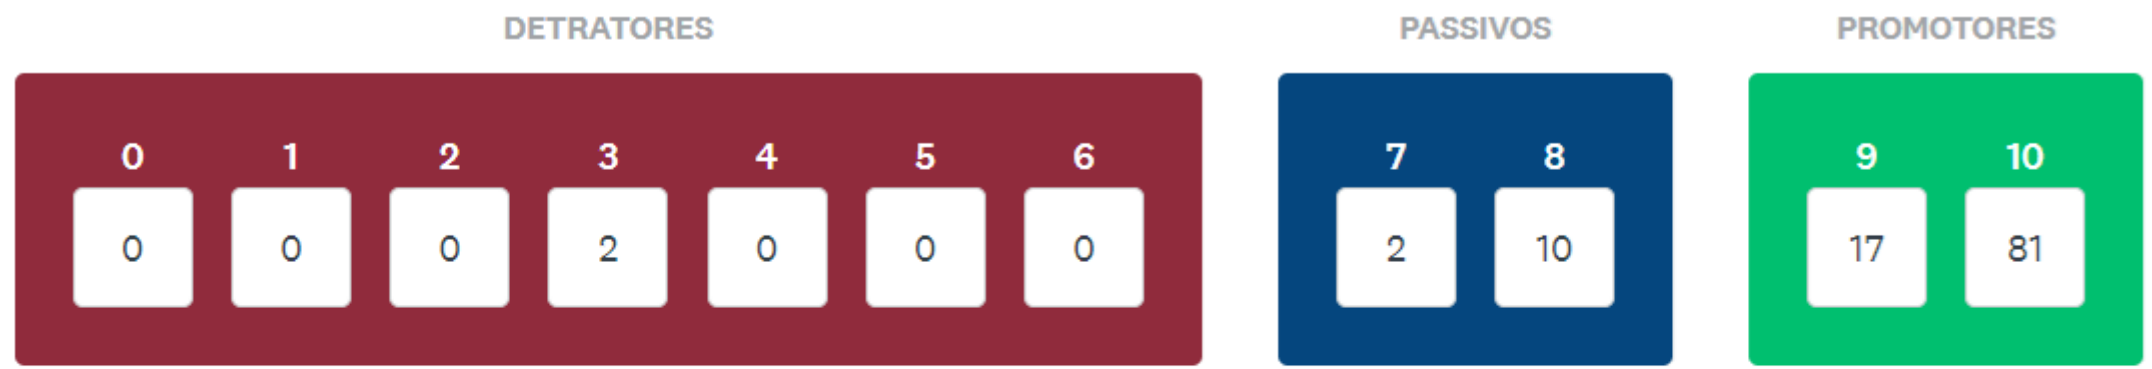 DETRATORES PASSIVOS PROMOTORES
0 1 2 3 4 5 6 7 8 9 10
0 0 0 2 0 0 0 2 10 17 81